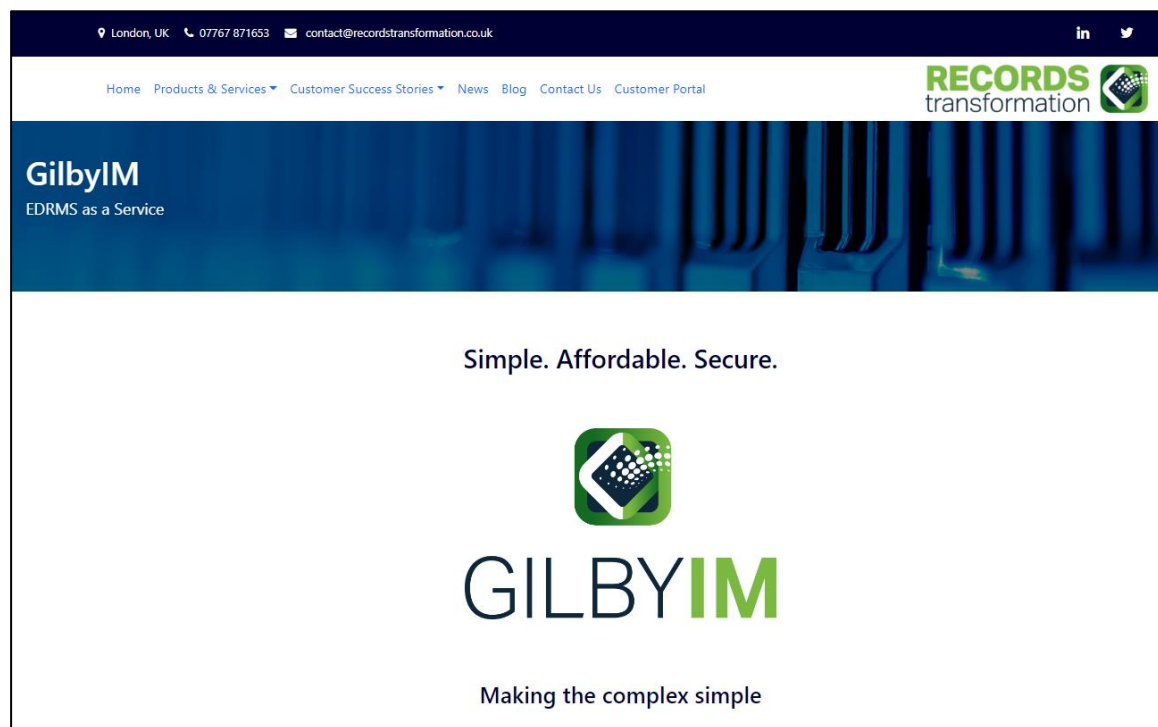 London, UK 07767 871653 contact@recordstransformation.co.uk in
Home Products & Services Customer Success Stories News Blog Contact Us Customer Portal
RECORDS
transformation
GilbyIM
EDRMS as a Service
Simple. Affordable. Secure.
GILBYIM
Making the complex simple